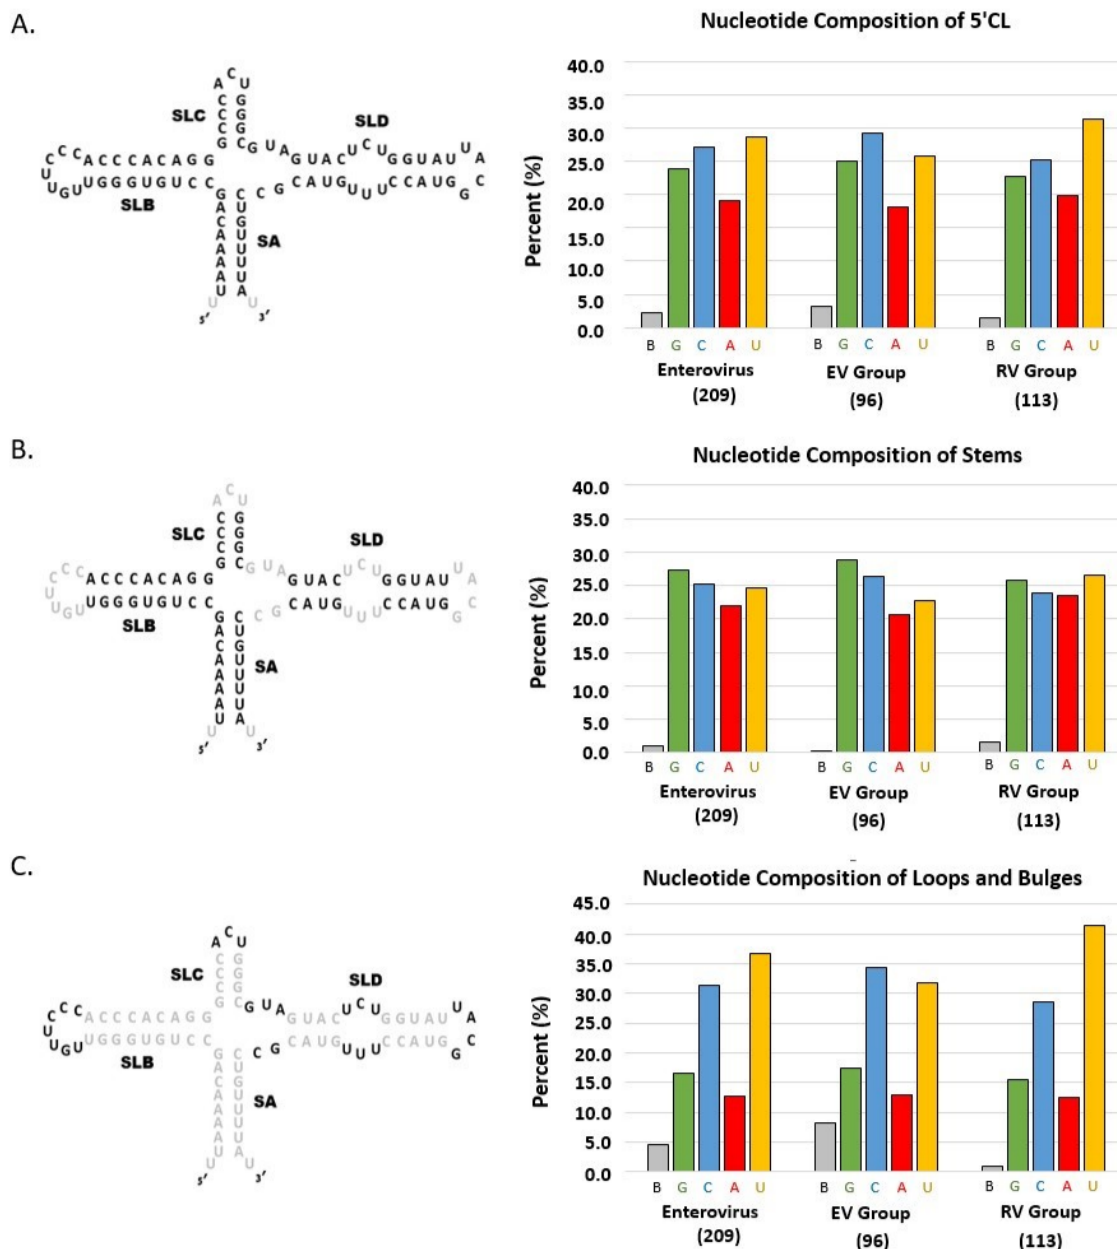 A.
Nucleotide Composition of 5'CL
SLC
A C U
C C C G
G G G C
SLD
G U A G U A C U C U G G U A U U A C G
SLB
SA
5'
3'
Percent (%)
40.0
35.0
30.0
25.0
20.0
15.0
10.0
5.0
0.0
B G C A U
B G C A U
B G C A U
Enterovirus
(209)
EV Group
(96)
RV Group
(113)
B.
Nucleotide Composition of Stems
SLC
A C U
C C C G
G G G C
SLD
G U A G U A C U C U G G U A U U A C G
SLB
SA
5'
3'
Percent (%)
40.0
35.0
30.0
25.0
20.0
15.0
10.0
5.0
0.0
B G C A U
B G C A U
B G C A U
Enterovirus
(209)
EV Group
(96)
RV Group
(113)
C.
Nucleotide Composition of Loops and Bulges
SLC
A C U
C C C G
G G G C
SLD
G U A G U A C U C U G G U A U U A C G
SLB
SA
5'
3'
Percent (%)
45.0
40.0
35.0
30.0
25.0
20.0
15.0
10.0
5.0
0.0
B G C A U
B G C A U
B G C A U
Enterovirus
(209)
EV Group
(96)
RV Group
(113)